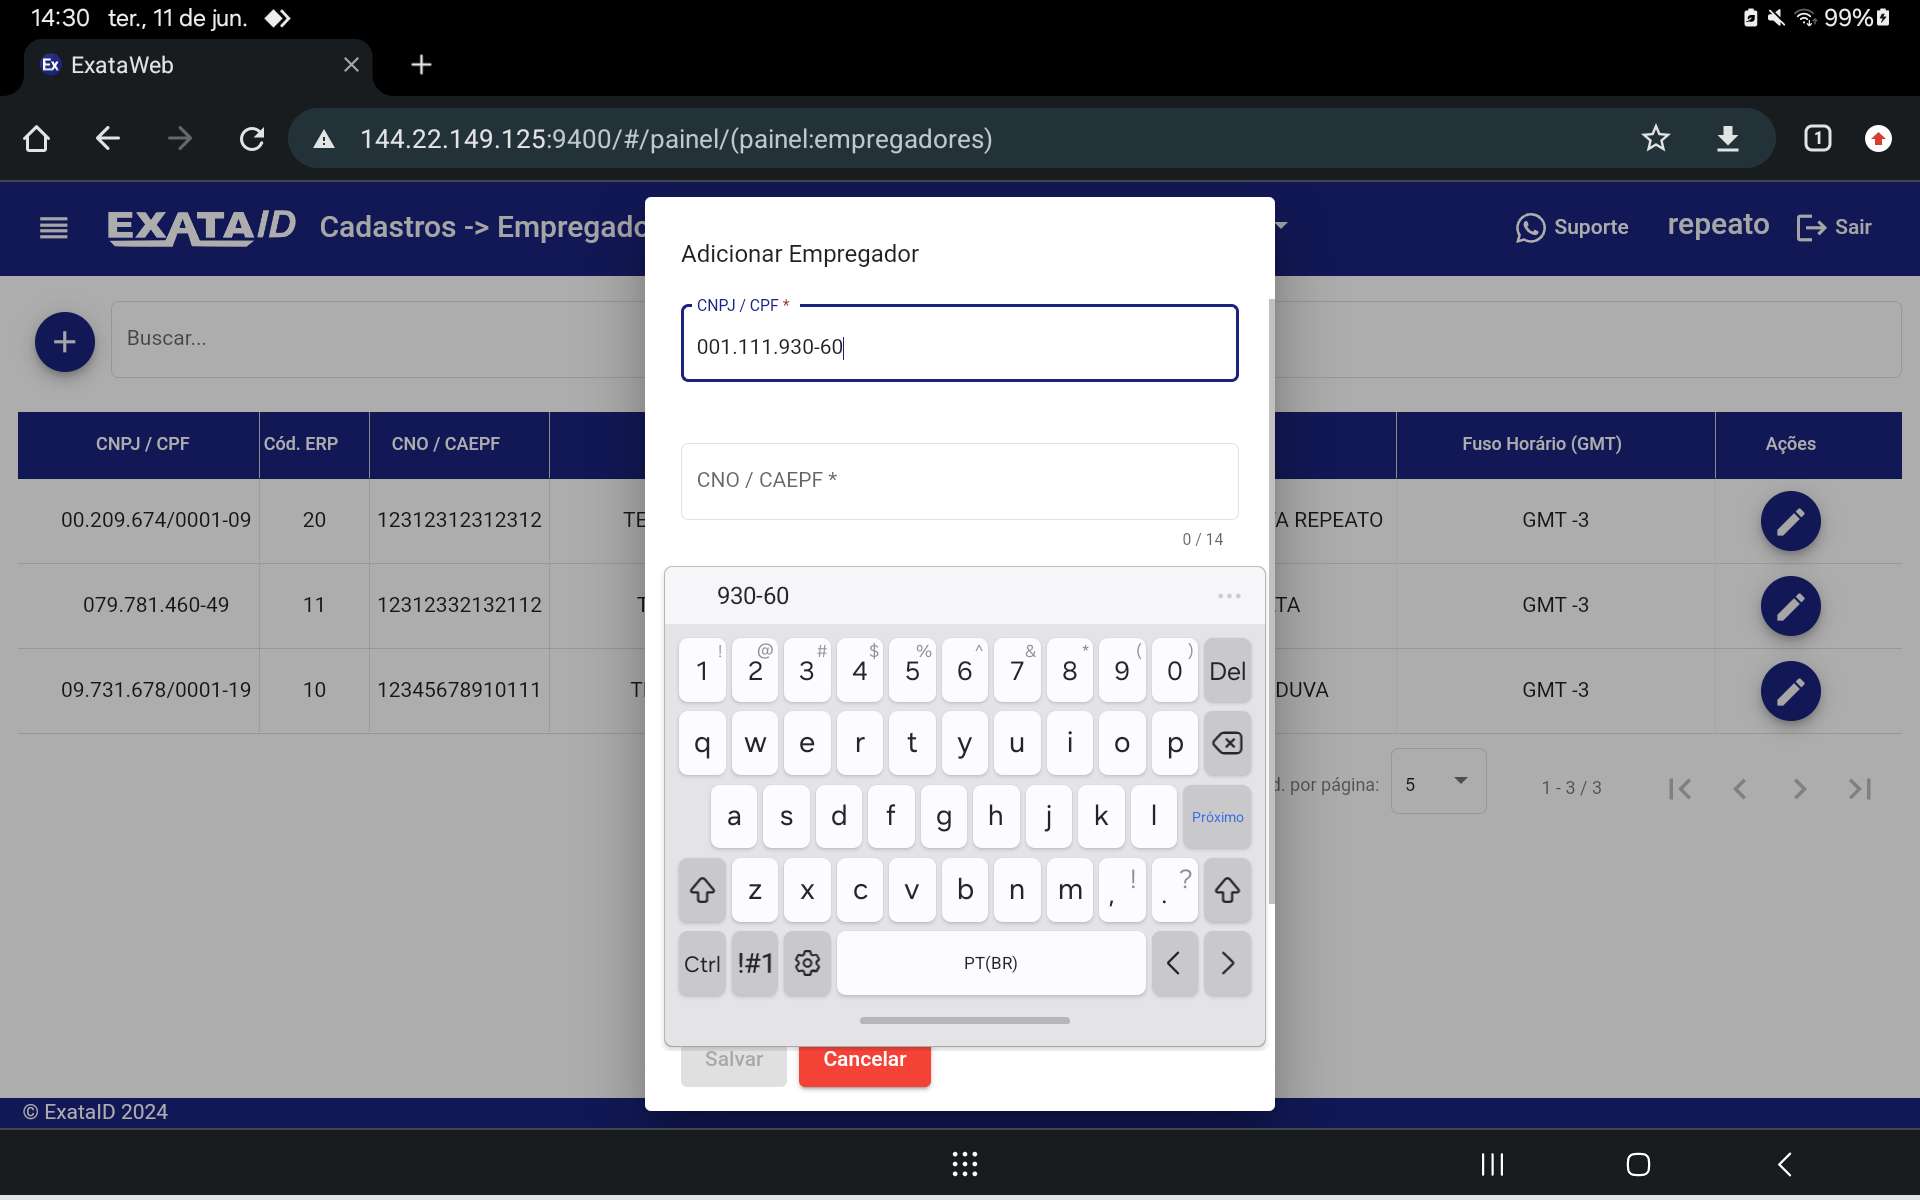 14:30 ter., 11 de jun. 99%
Ex ExataWeb
144.22.149.125:9400/#/painel/(painel:empregadores) 1
EXATAID Cadastros -> Empregado Suporte repeato Sair
Adicionar Empregador
CNPJ / CPF *
001.111.930-60
Buscar...
CNPJ / CPF Cód. ERP CNO / CAEPF Fuso Horário (GMT) Ações
CNO / CAEPF *
0 / 14
00.209.674/0001-09 20 12312312312312 TE A REPEATO GMT -3
079.781.460-49 11 12312332132112 T TA GMT -3
09.731.678/0001-19 10 12345678910111 DUVA GMT -3
d. por página: 5 1 - 3 / 3
930-60 ...
! @ # $ % ^ & * ( )
1 2 3 4 5 6 7 8 9 0 Del
q w e r t y u i o p
a s d f g h j k l Próximo
z x c v b n m , ! . ?
Ctrl !#1 PT(BR)
Salvar Cancelar
© ExataID 2024